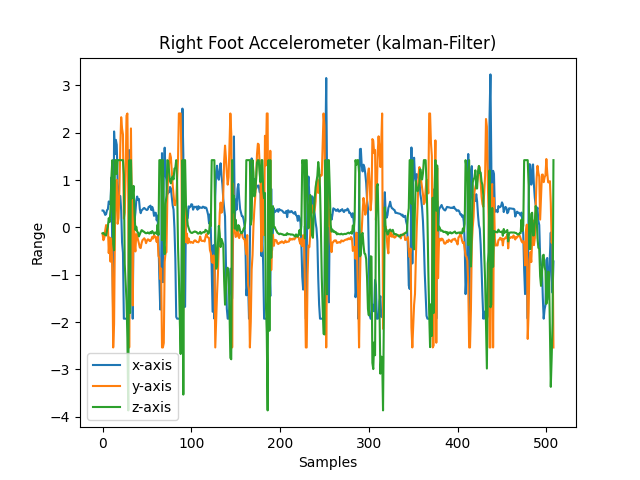 Right Foot Accelerometer (kalman-Filter)
Range
3
2
1
0
−1
−2
−3
−4
x-axis
y-axis
z-axis
0 100 200 300 400 500
Samples